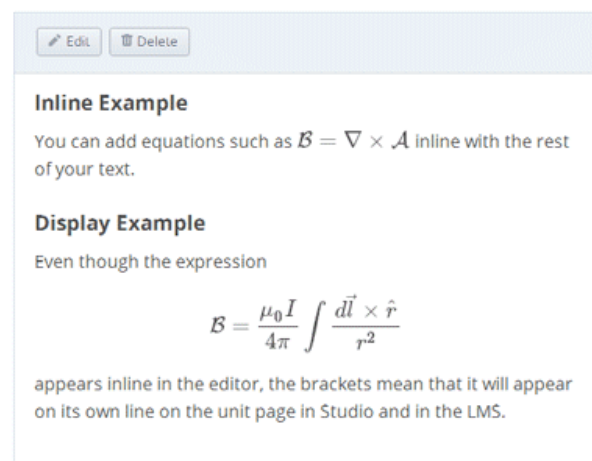 Edit Delete
Inline Example
You can add equations such as ℬ = ∇ × 𝒜 inline with the rest
of your text.
Display Example
Even though the expression
ℬ = μ₀I/4π ∫ dl⃗ × r̂/r²
appears inline in the editor, the brackets mean that it will appear
on its own line on the unit page in Studio and in the LMS.